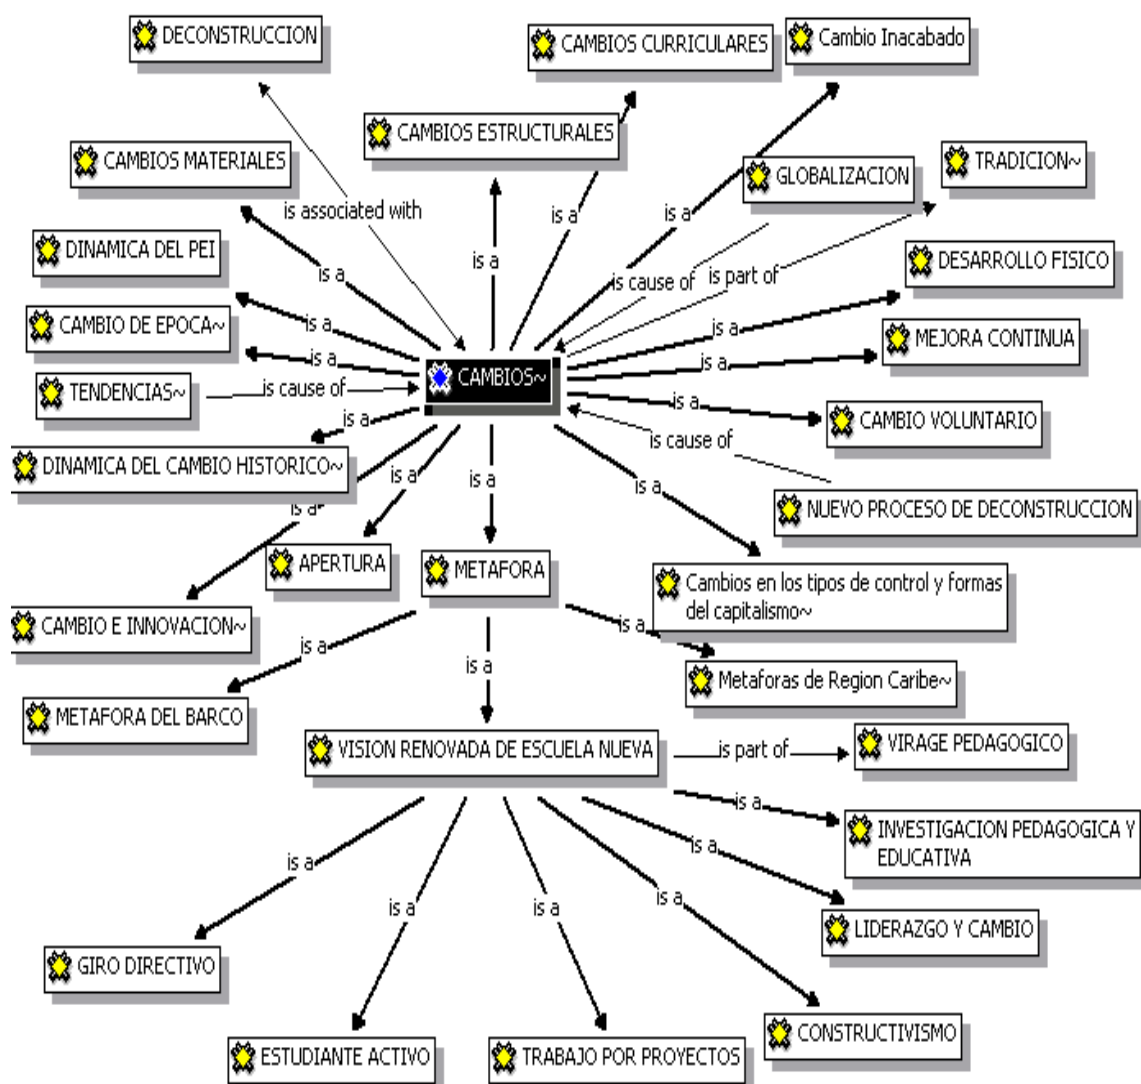 DECONSTRUCCION
CAMBIOS CURRICULARES
Cambio Inacabado
CAMBIOS ESTRUCTURALES
CAMBIOS MATERIALES
GLOBALIZACION
TRADICION~
is associated with
is a
is a
is a
DINAMICA DEL PEI
is a
is cause of
is part of
DESARROLLO FISICO
CAMBIO DE EPOCA~
is a
is a
MEJORA CONTINUA
is a
is a
TENDENCIAS~
is cause of
CAMBIOS~
is a
is a
CAMBIO VOLUNTARIO
is cause of
DINAMICA DEL CAMBIO HISTORICO~
is a
is a
is a
NUEVO PROCESO DE DECONSTRUCCION
is a
APERTURA
METAFORA
Cambios en los tipos de control y formas
del capitalismo~
CAMBIO E INNOVACION~
is a
is a
is a
Metaforas de Region Caribe~
METAFORA DEL BARCO
VISION RENOVADA DE ESCUELA NUEVA
is part of
VIRAGE PEDAGOGICO
is a
INVESTIGACION PEDAGOGICA Y
EDUCATIVA
is a
is a
is a
is a
is a
LIDERAZGO Y CAMBIO
GIRO DIRECTIVO
CONSTRUCTIVISMO
ESTUDIANTE ACTIVO
TRABAJO POR PROYECTOS